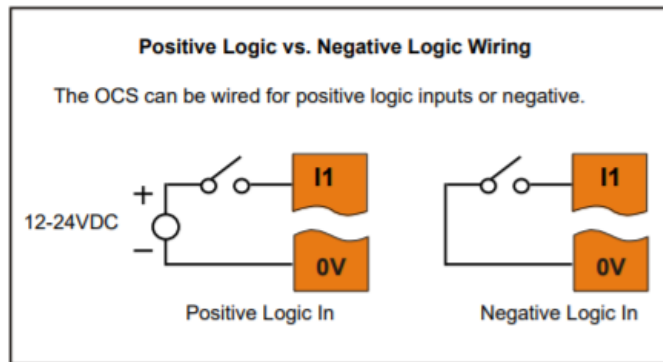 Positive Logic vs. Negative Logic Wiring
The OCS can be wired for positive logic inputs or negative.
I1
I1
+
12-24VDC
−
0V
0V
Positive Logic In
Negative Logic In